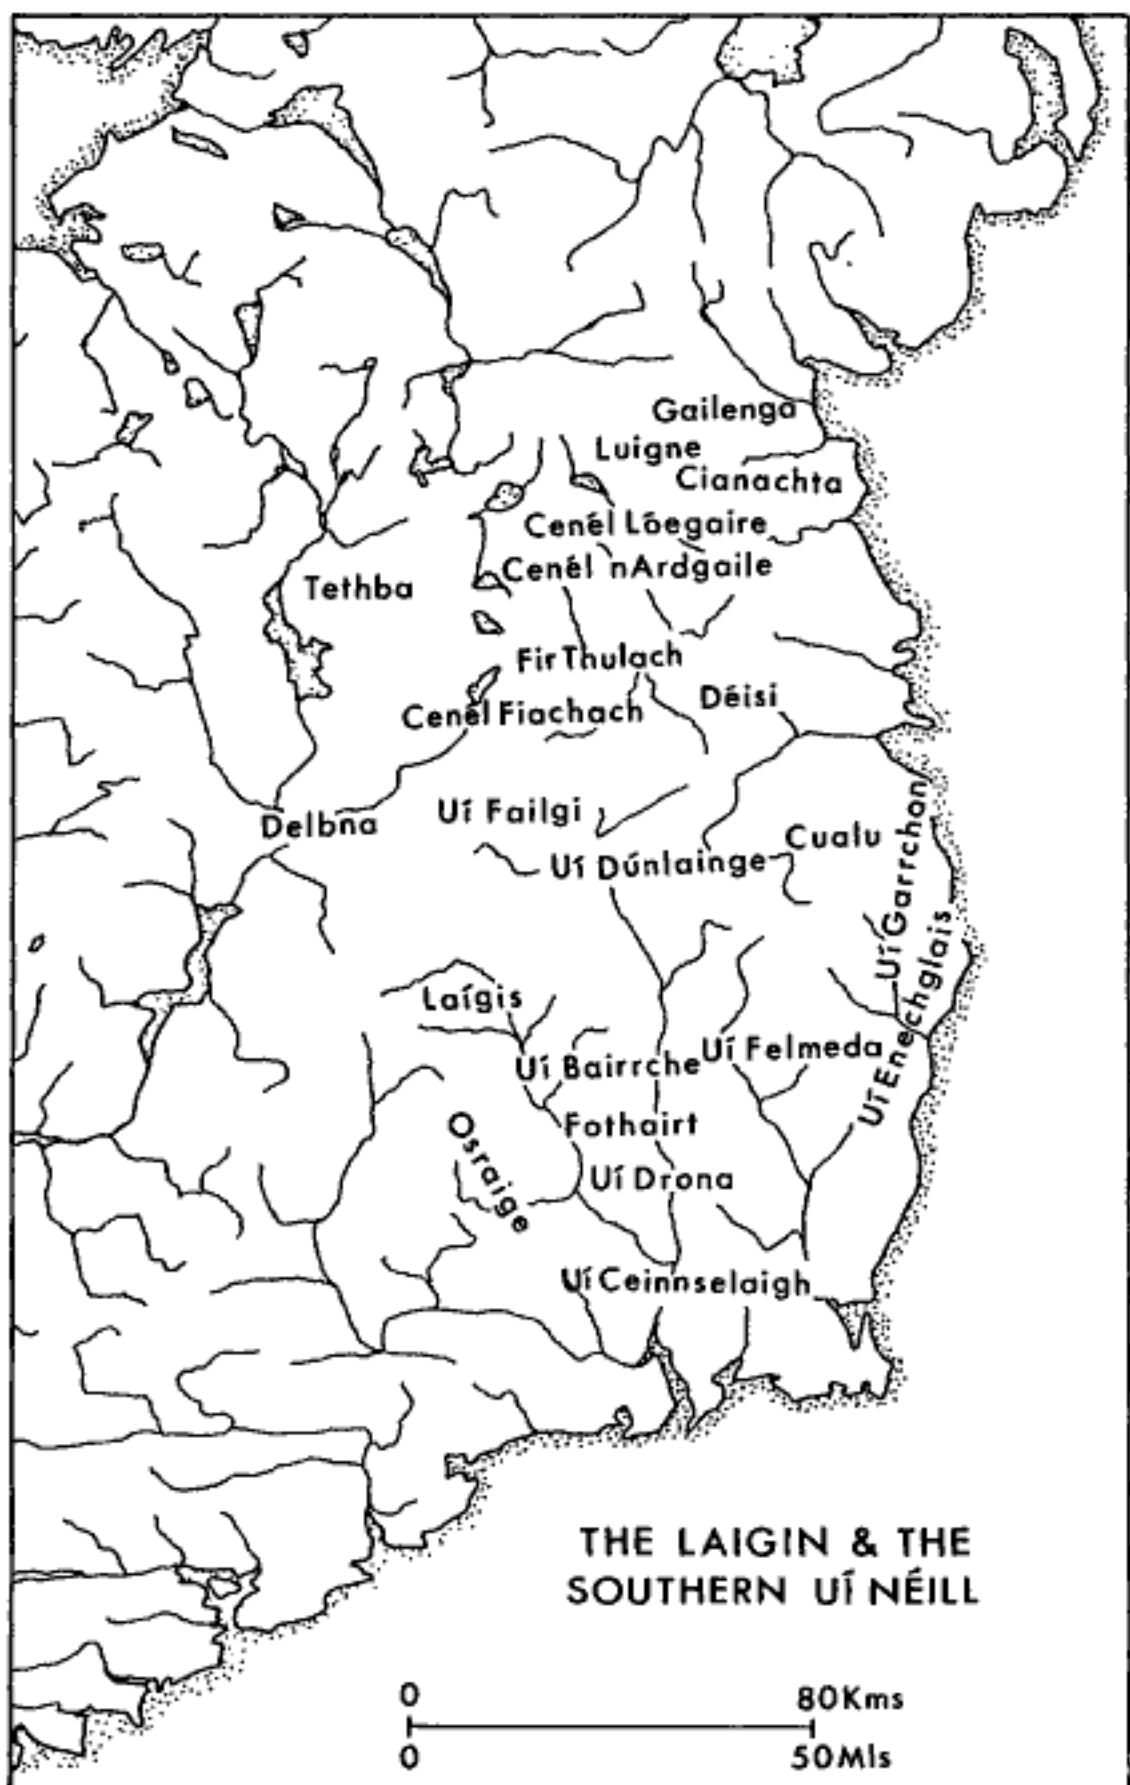 Gailenga
Luigne
Cianachta
Cenél Lóegaire
Cenél nArdgaile
Tethba
Fir Thulach
Déisi
Cenél Fiachach
Uí Failgi
Delbna
Cualu
Uí Dúnlainge
Uí Garrchon
Uí Enechglais
Laígis
Uí Felmeda
Uí Bairrche
Fothairt
Osraige
Uí Drona
Uí Ceinnselaigh
THE LAIGIN & THE
SOUTHERN UÍ NÉILL
0 80Kms
0 50Mls